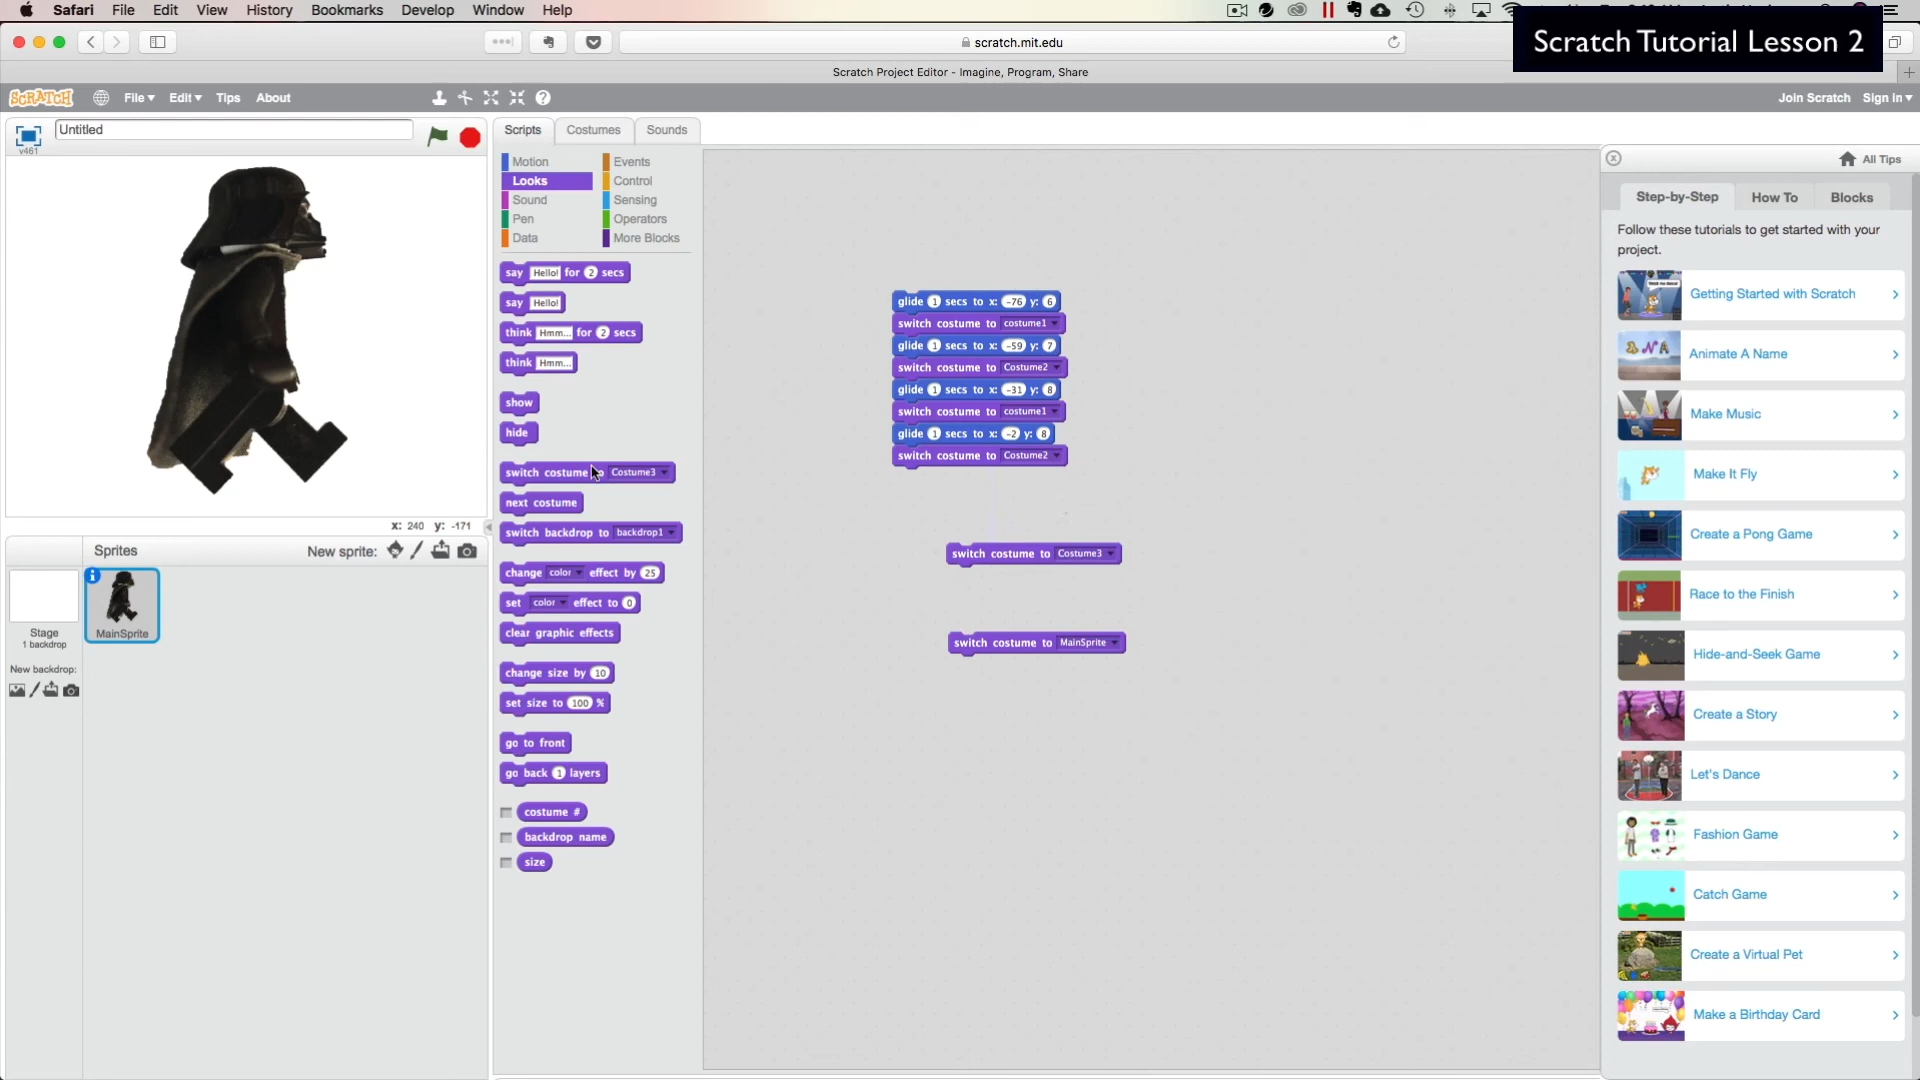 Safari File Edit View History Bookmarks Develop Window Help
Scratch Tutorial Lesson 2
scratch.mit.edu
Scratch Project Editor - Imagine, Program, Share
SCRATCH File Edit Tips About
Join Scratch Sign in
v461
Untitled
Scripts Costumes Sounds
Motion Events
Looks Control
Sound Sensing
Pen Operators
Data More Blocks
say Hello! for 2 secs
say Hello!
think Hmm... for 2 secs
think Hmm...
show
hide
switch costume Costume3
next costume
switch backdrop to backdrop1
change color effect by 25
set color effect to 0
clear graphic effects
change size by 10
set size to 100 %
go to front
go back 1 layers
costume #
backdrop name
size
glide 1 secs to x: -76 y: 6
switch costume to costume1
glide 1 secs to x: -59 y: 7
switch costume to Costume2
glide 1 secs to x: -31 y: 8
switch costume to costume1
glide 1 secs to x: -2 y: 8
switch costume to Costume2
switch costume to Costume3
switch costume to MainSprite
x: 240 y: -171
Sprites New sprite:
MainSprite
Stage
1 backdrop
New backdrop:
All Tips
Step-by-Step How To Blocks
Follow these tutorials to get started with your
project.
Getting Started with Scratch
Animate A Name
Make Music
Make It Fly
Create a Pong Game
Race to the Finish
Hide-and-Seek Game
Create a Story
Let's Dance
Fashion Game
Catch Game
Create a Virtual Pet
Make a Birthday Card